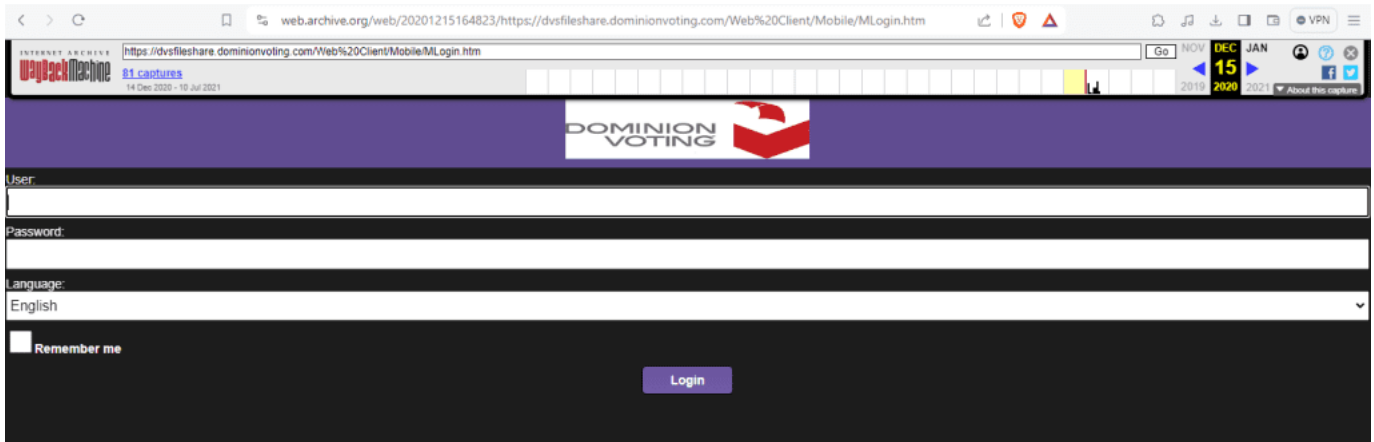 web.archive.org/web/20201215164823/https://dvsfileshare.dominionvoting.com/Web%20Client/Mobile/MLogin.htm
VPN
INTERNET ARCHIVE
WayBackMachine
https://dvsfileshare.dominionvoting.com/Web%20Client/Mobile/MLogin.htm
Go
NOV DEC JAN
81 captures
15
14 Dec 2020 - 10 Jul 2021
2019 2020 2021
About this capture
DOMINION
VOTING
User:
Password:
Language:
English
Remember me
Login